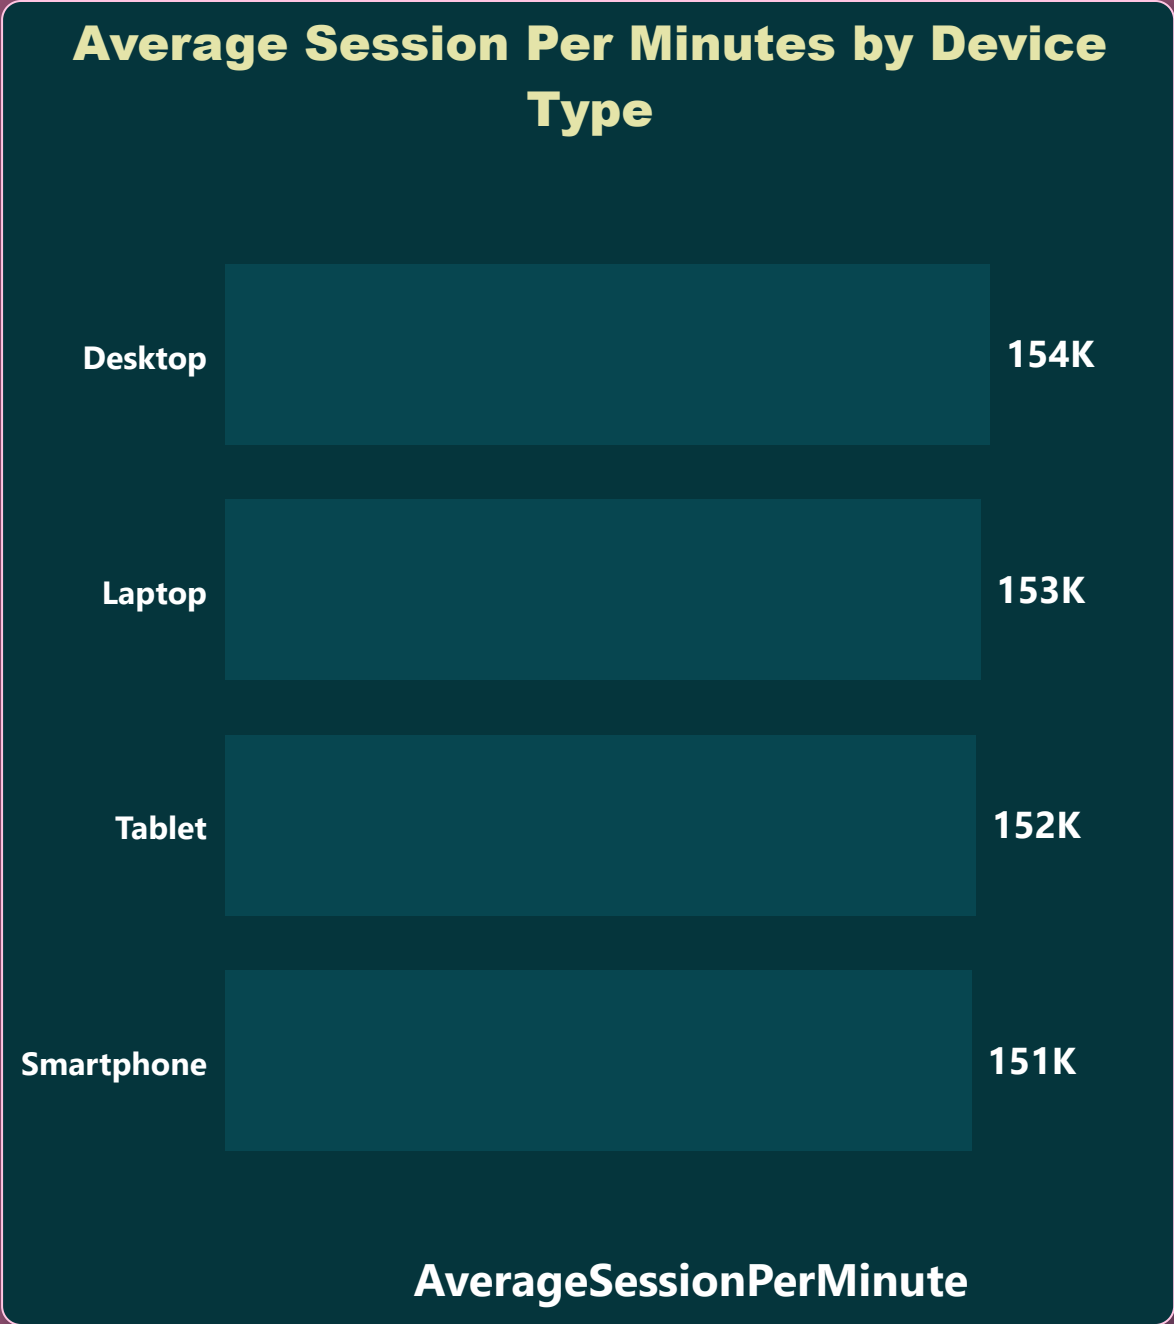 Average Session Per Minutes by Device
Type
Desktop
154K
Laptop
153K
Tablet
152K
Smartphone
151K
AverageSessionPerMinute